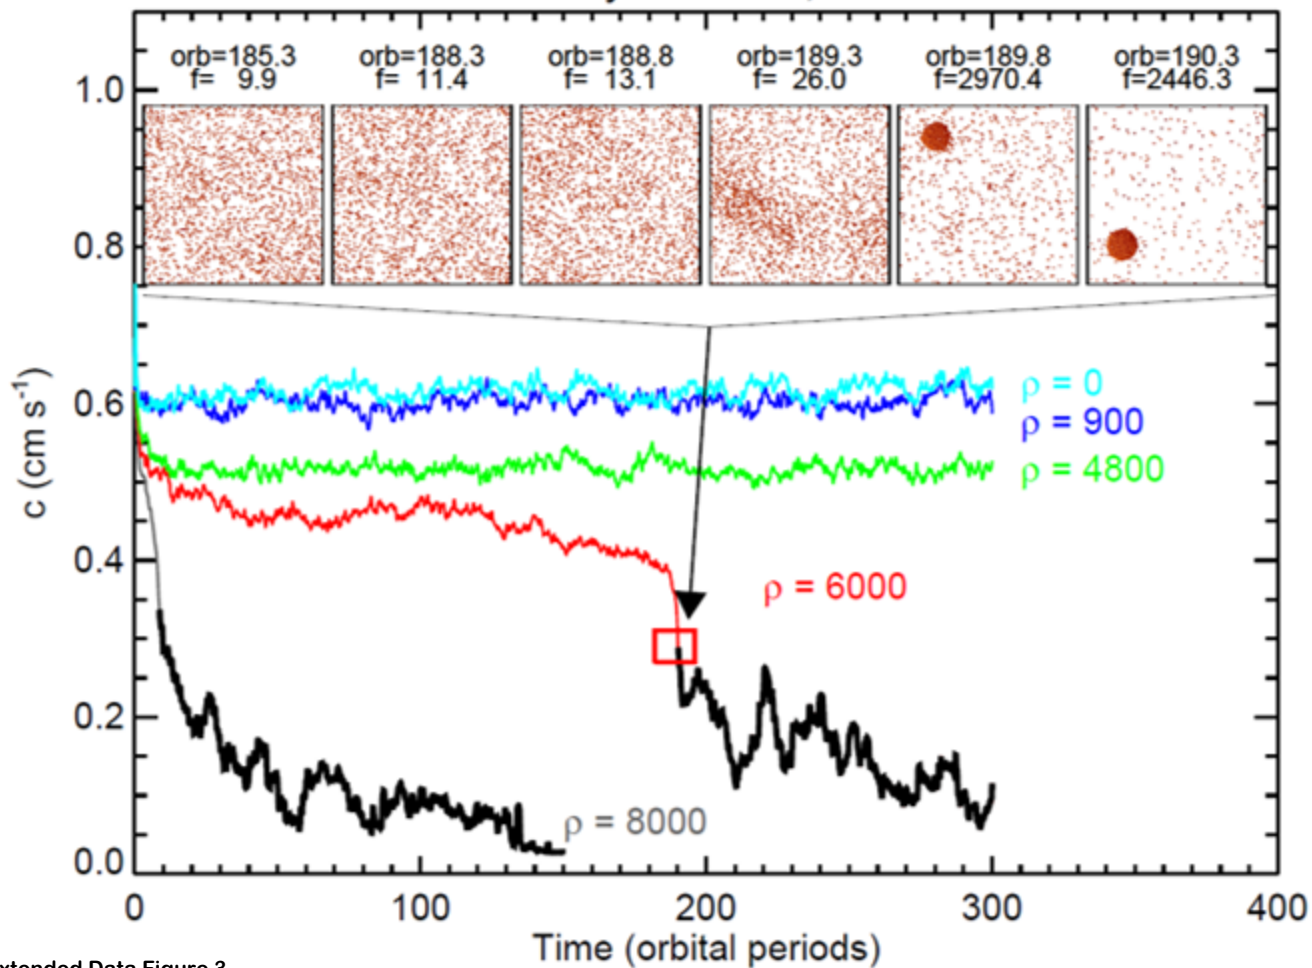 orb=185.3 orb=188.3 orb=188.8 orb=189.3 orb=189.8 orb=190.3
f= 9.9 f= 11.4 f= 13.1 f= 26.0 f=2970.4 f=2446.3
1.0
0.8
0.6
0.4
0.2
0.0
c (cm s⁻¹)
ρ = 0
ρ = 900
ρ = 4800
ρ = 6000
ρ = 8000
0 100 200 300 400
Time (orbital periods)
Data Figure 3